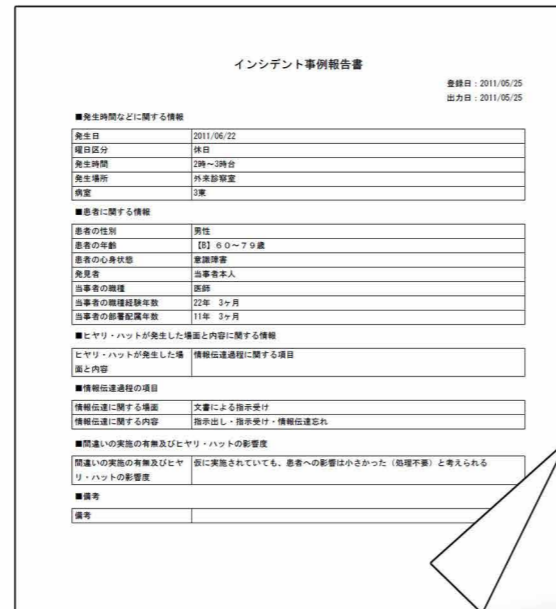 インシデント事例報告書
登録日：2011/05/25
出力日：2011/05/25
■発生時間などに関する情報
発生日 2011/06/22
曜日区分 休日
発生時間 2時～3時台
発生場所 外来診察室
病室 3東
■患者に関する情報
患者の性別 男性
患者の年齢 【B】６０～７９歳
患者の心身状態 意識障害
発見者 当事者本人
当事者の職種 医師
当事者の職種経験年数 22年 3ヶ月
当事者の部署配属年数 11年 3ヶ月
■ヒヤリ・ハットが発生した場面と内容に関する情報
ヒヤリ・ハットが発生した場 情報伝達過程に関する項目
面と内容
■情報伝達過程の項目
情報伝達に関する場面 文書による指示受け
情報伝達に関する内容 指示出し・指示受け・情報伝達忘れ
■間違いの実施の有無及びヒヤリ・ハットの影響度
間違いの実施の有無及びヒヤ 仮に実施されていても、患者への影響は小さかった（処理不要）と考えられる
リ・ハットの影響度
■備考
備考